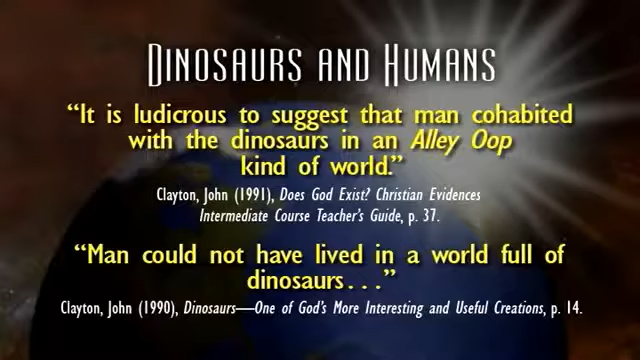 DINOSAURS AND HUMANS
“It is ludicrous to suggest that man cohabited
with the dinosaurs in an Alley Oop
kind of world.”
Clayton, John (1991), Does God Exist? Christian Evidences
Intermediate Course Teacher’s Guide, p. 37.
“Man could not have lived in a world full of
dinosaurs . . .”
Clayton, John (1990), Dinosaurs—One of God’s More Interesting and Useful Creations, p. 14.